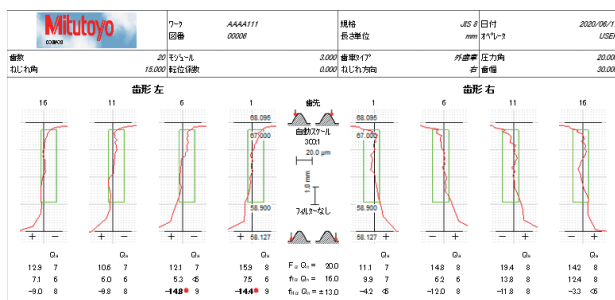 Mitutoyo
ワーク AAAA111 規格 JIS B 日付 2020/06/1
図番 00006 長さ単位 mm オペレータ USER
歯数 20 モジュール 3.000 歯車タイプ 外歯車 圧力角 20.000
ねじれ角 15.000 転位係数 0.000 ねじれ方向 右 歯幅 30.000
歯形 左 歯先 歯形 右
16 11 6 1 1 6 11 16
68.095 68.095
67.000 67.000
自動スケール
300:1
20.0 μm
1.0 mm
58.900 58.900
フィルターなし
58.127 58.127
+ − + − + − + − − + − + − + − +
Q 12.9 7 10.6 7 12.1 7 15.9 8 20.0 11.1 7 14.8 8 19.4 8 14.2 8
7.1 6 6.0 6 5.3 <5 7.5 6 16.0 9.9 7 6.2 6 13.8 8 12.4 8
-9.0 8 -9.8 8 -14.8 9 -14.4 9 ±13.0 -4.2 <5 -12.0 9 -11.8 8 -3.3 <5